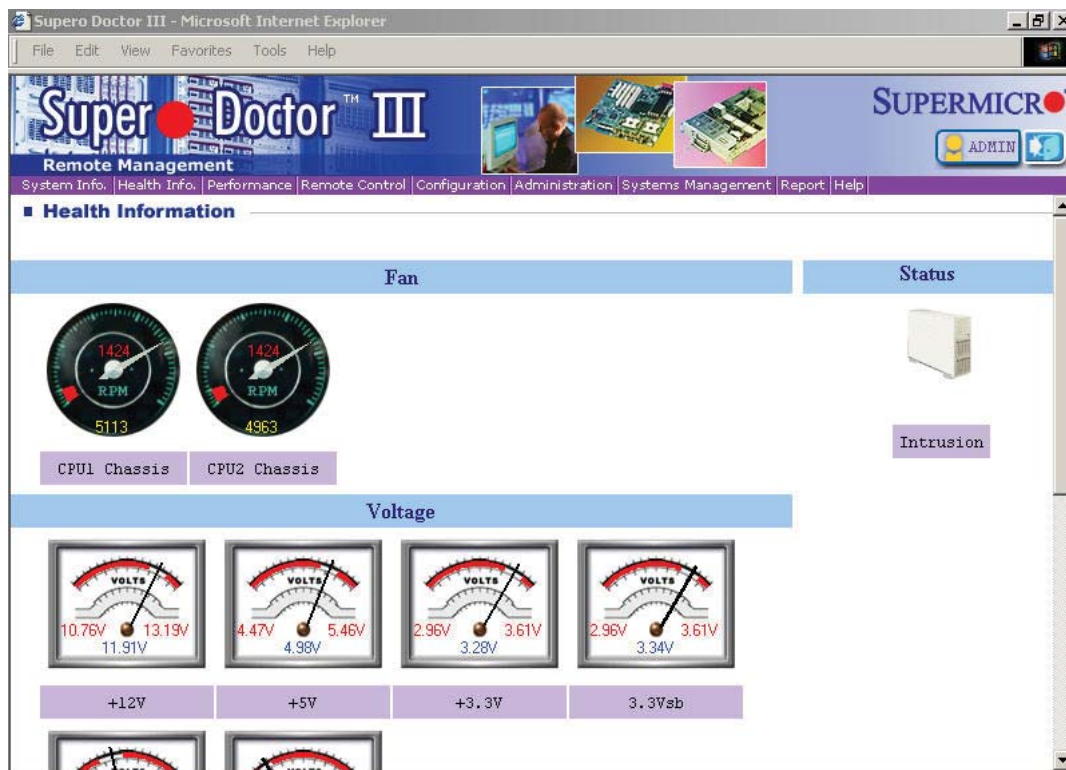 Supero Doctor III - Microsoft Internet Explorer
File Edit View Favorites Tools Help
Super Doctor™ III
SUPERMICR
Remote Management
ADMIN
System Info. Health Info. Performance Remote Control Configuration Administration Systems Management Report Help
Health Information
Fan
Status
1424 1424
RPM RPM
5113 4963
CPU1 Chassis CPU2 Chassis
Intrusion
Voltage
VOLTS VOLTS VOLTS VOLTS
10.76V 13.19V 4.47V 5.46V 2.96V 3.61V 2.96V 3.61V
11.91V 4.98V 3.28V 3.34V
+12V +5V +3.3V 3.3Vsb